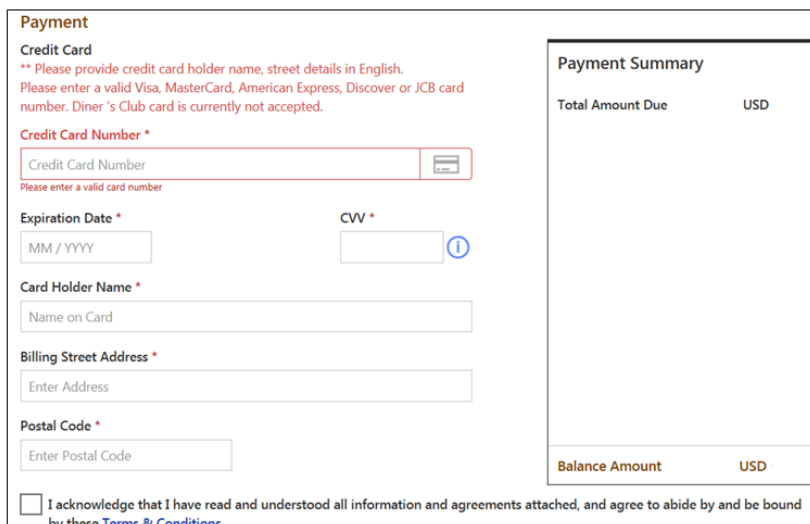 Payment
Credit Card
** Please provide credit card holder name, street details in English.
Please enter a valid Visa, MasterCard, American Express, Discover or JCB card
number. Diner 's Club card is currently not accepted.
Credit Card Number *
Credit Card Number
Please enter a valid card number
Expiration Date *
CVV *
MM / YYYY
Card Holder Name *
Name on Card
Billing Street Address *
Enter Address
Postal Code *
Enter Postal Code
Payment Summary
Total Amount Due USD
Balance Amount USD
I acknowledge that I have read and understood all information and agreements attached, and agree to abide by and be bound
by these Terms & Conditions